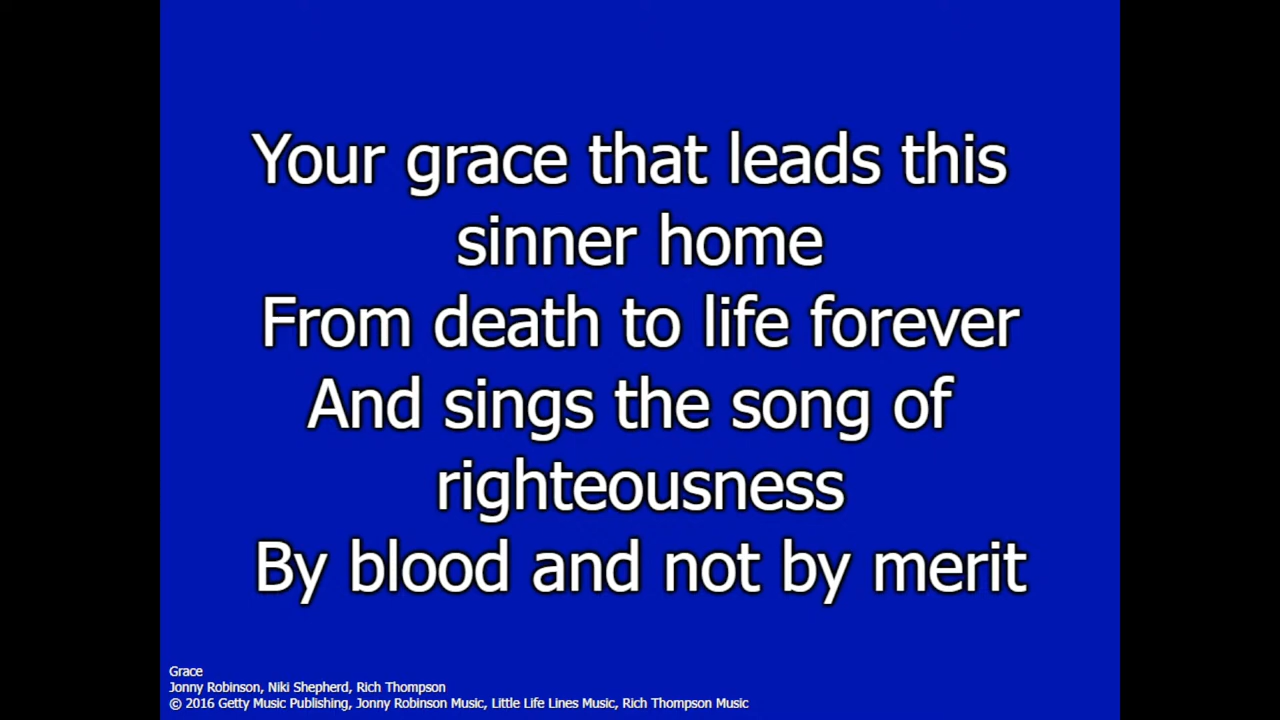 Your grace that leads this
sinner home
From death to life forever
And sings the song of
righteousness
By blood and not by merit
Grace
Jonny Robinson, Niki Shepherd, Rich Thompson
© 2016 Getty Music Publishing, Jonny Robinson Music, Little Life Lines Music, Rich Thompson Music